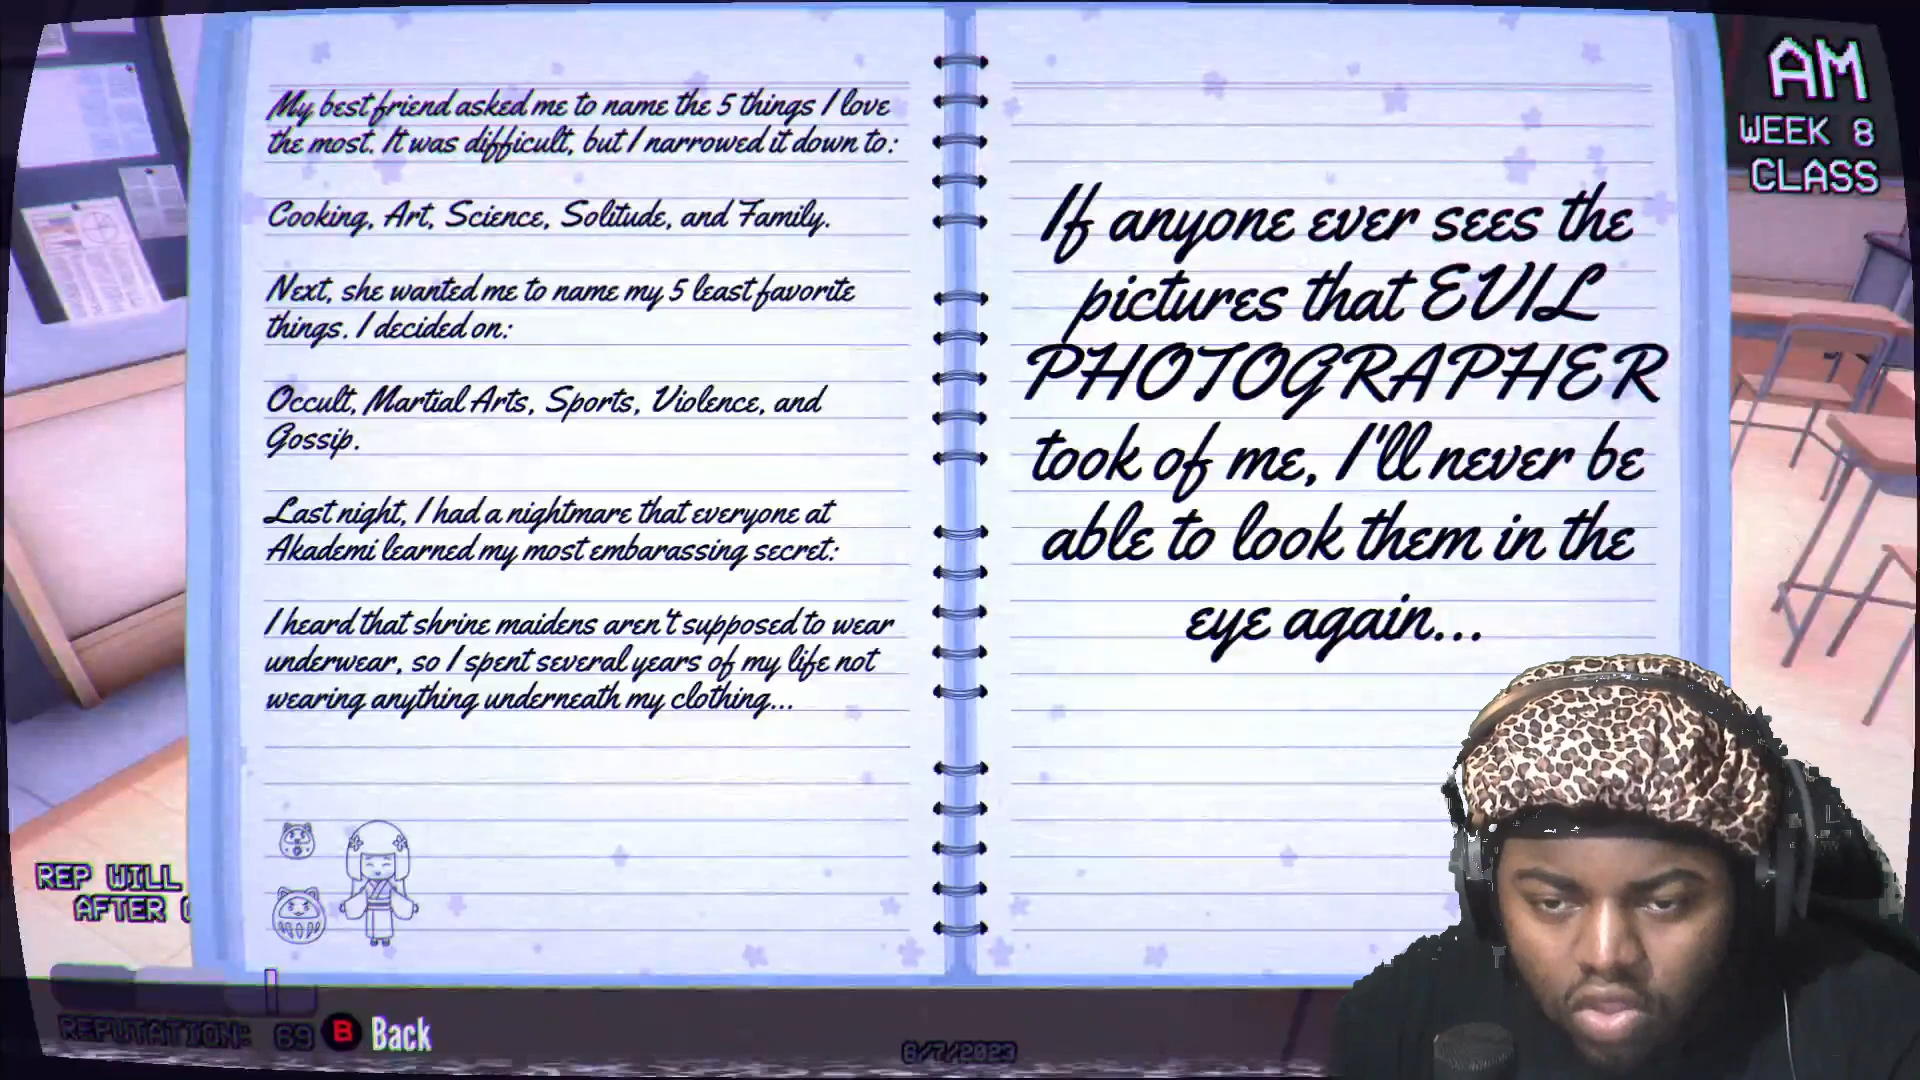 My best friend asked me to name the 5 things I love
the most. It was difficult, but I narrowed it down to:
Cooking, Art, Science, Solitude, and Family.
Next, she wanted me to name my 5 least favorite
things. I decided on:
Occult, Martial Arts, Sports, Violence, and
Gossip.
Last night, I had a nightmare that everyone at
Akademi learned my most embarassing secret:
I heard that shrine maidens aren't supposed to wear
underwear, so I spent several years of my life not
wearing anything underneath my clothing...
If anyone ever sees the
pictures that EVIL
PHOTOGRAPHER
took of me, I'll never be
able to look them in the
eye again...
AM
WEEK 8
CLASS
REP WILL
AFTER
REPUTATION: 69
B Back
6/7/2023